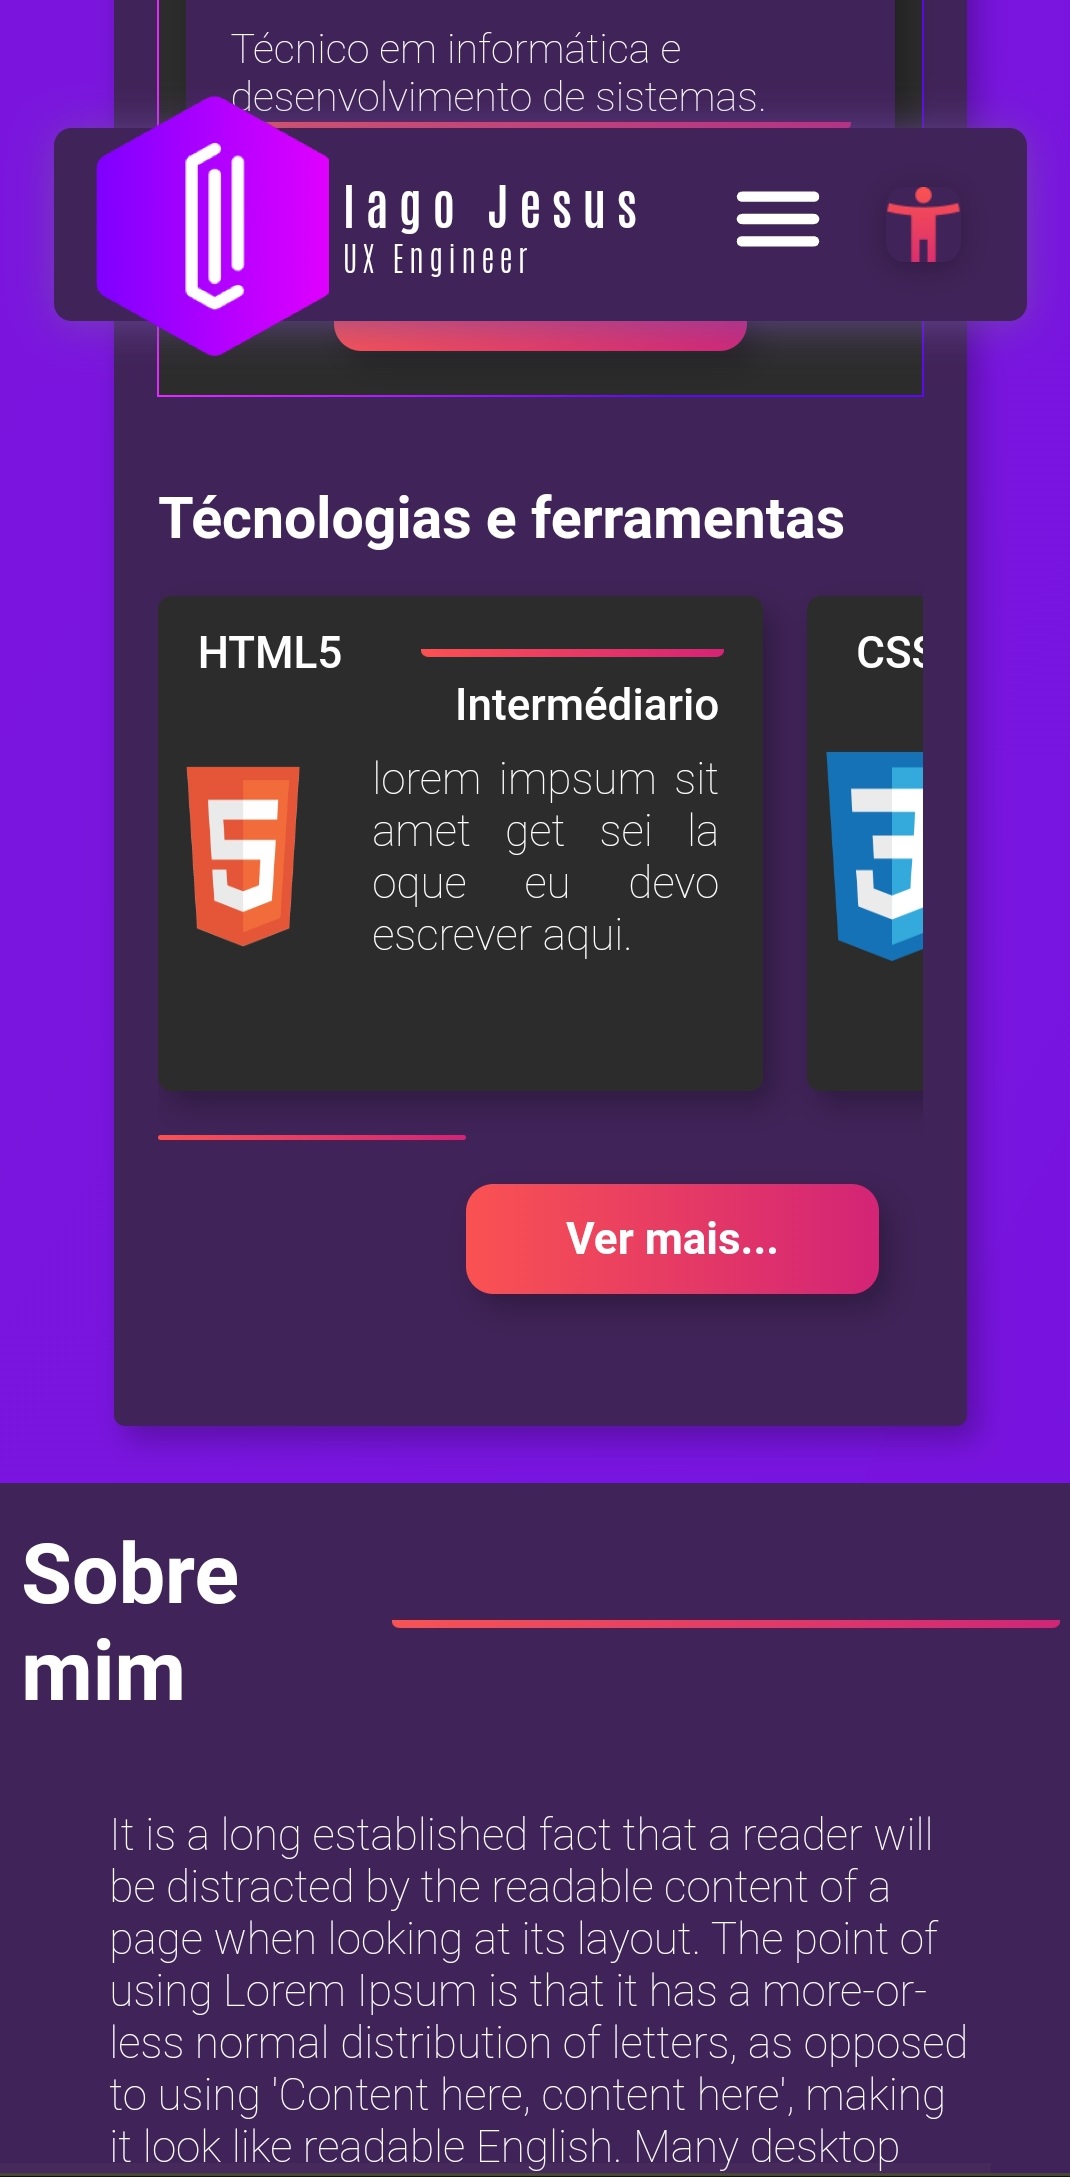 Técnico em informática e
desenvolvimento de sistemas.
Iago Jesus
UX Engineer
Técnologias e ferramentas
HTML5
Intermédiario
lorem impsum sit
amet get sei la
oque eu devo
escrever aqui.
5
CSS
3
Ver mais...
Sobre
mim
It is a long established fact that a reader will
be distracted by the readable content of a
page when looking at its layout. The point of
using Lorem Ipsum is that it has a more-or-
less normal distribution of letters, as opposed
to using 'Content here, content here', making
it look like readable English. Many desktop